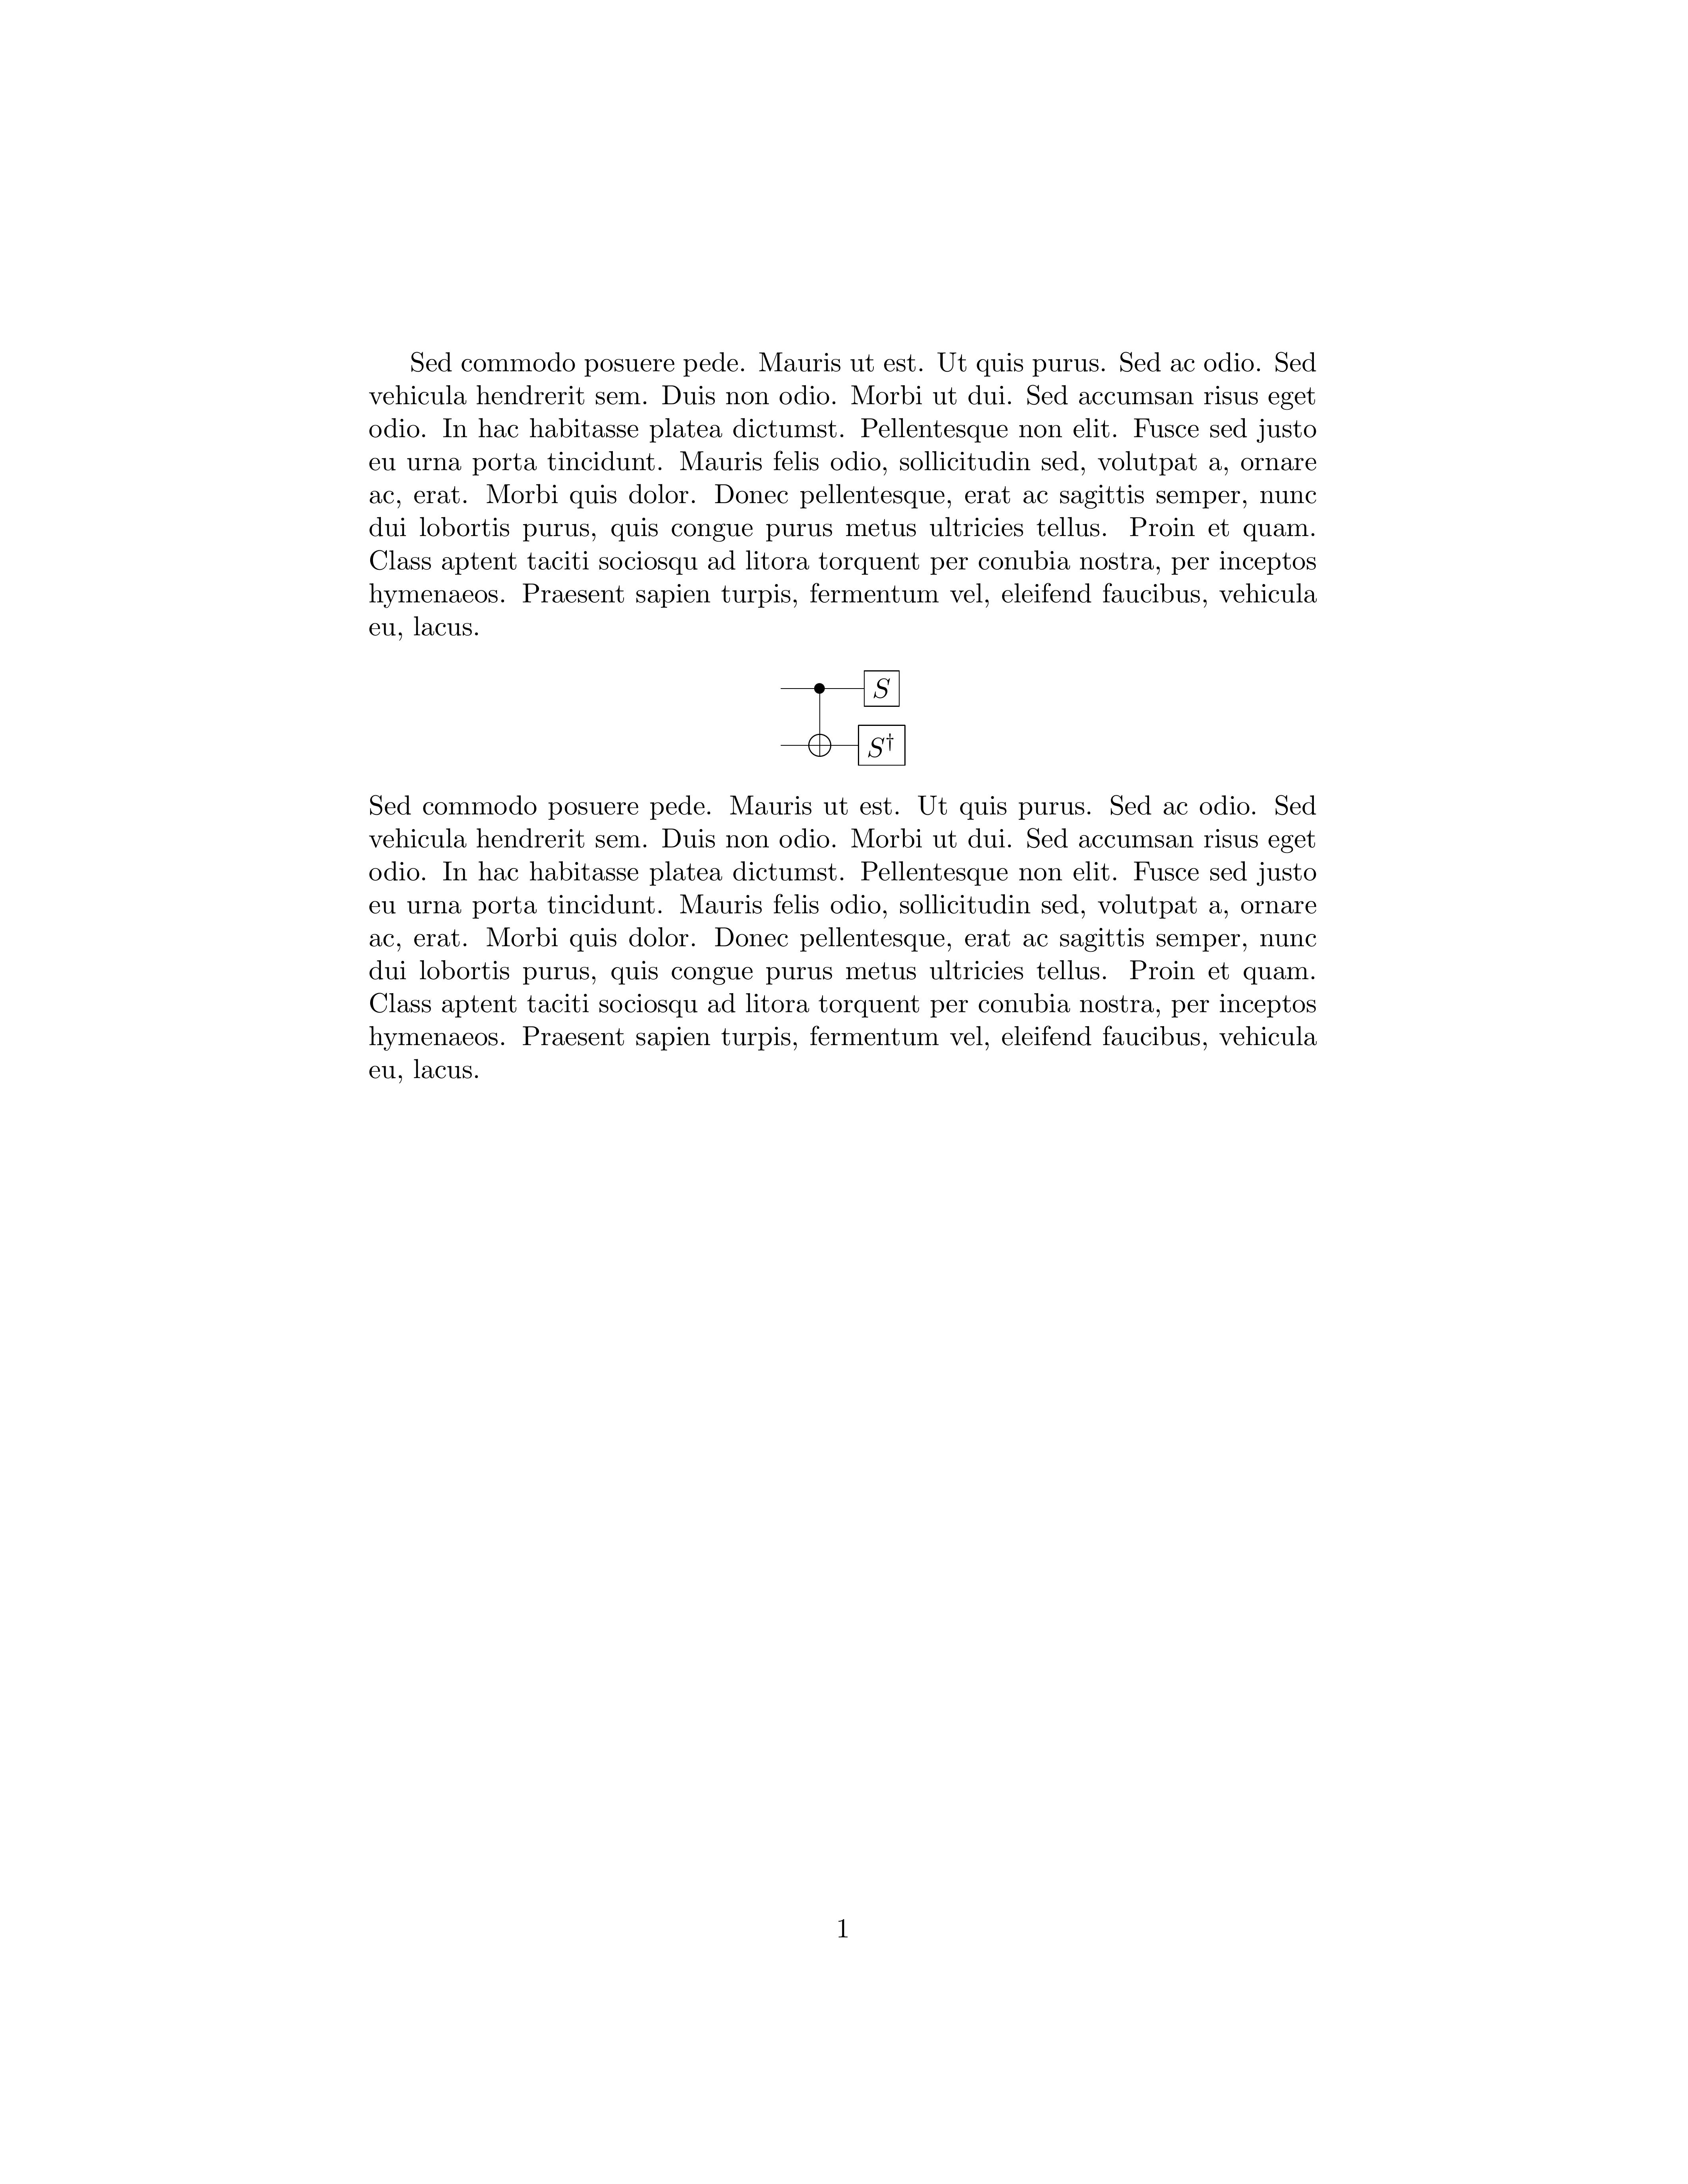 Sed commodo posuere pede. Mauris ut est. Ut quis purus. Sed ac odio. Sed
vehicula hendrerit sem. Duis non odio. Morbi ut dui. Sed accumsan risus eget
odio. In hac habitasse platea dictumst. Pellentesque non elit. Fusce sed justo
eu urna porta tincidunt. Mauris felis odio, sollicitudin sed, volutpat a, ornare
ac, erat. Morbi quis dolor. Donec pellentesque, erat ac sagittis semper, nunc
dui lobortis purus, quis congue purus metus ultricies tellus. Proin et quam.
Class aptent taciti sociosqu ad litora torquent per conubia nostra, per inceptos
hymenaeos. Praesent sapien turpis, fermentum vel, eleifend faucibus, vehicula
eu, lacus.
S
S†
Sed commodo posuere pede. Mauris ut est. Ut quis purus. Sed ac odio. Sed
vehicula hendrerit sem. Duis non odio. Morbi ut dui. Sed accumsan risus eget
odio. In hac habitasse platea dictumst. Pellentesque non elit. Fusce sed justo
eu urna porta tincidunt. Mauris felis odio, sollicitudin sed, volutpat a, ornare
ac, erat. Morbi quis dolor. Donec pellentesque, erat ac sagittis semper, nunc
dui lobortis purus, quis congue purus metus ultricies tellus. Proin et quam.
Class aptent taciti sociosqu ad litora torquent per conubia nostra, per inceptos
hymenaeos. Praesent sapien turpis, fermentum vel, eleifend faucibus, vehicula
eu, lacus.
1